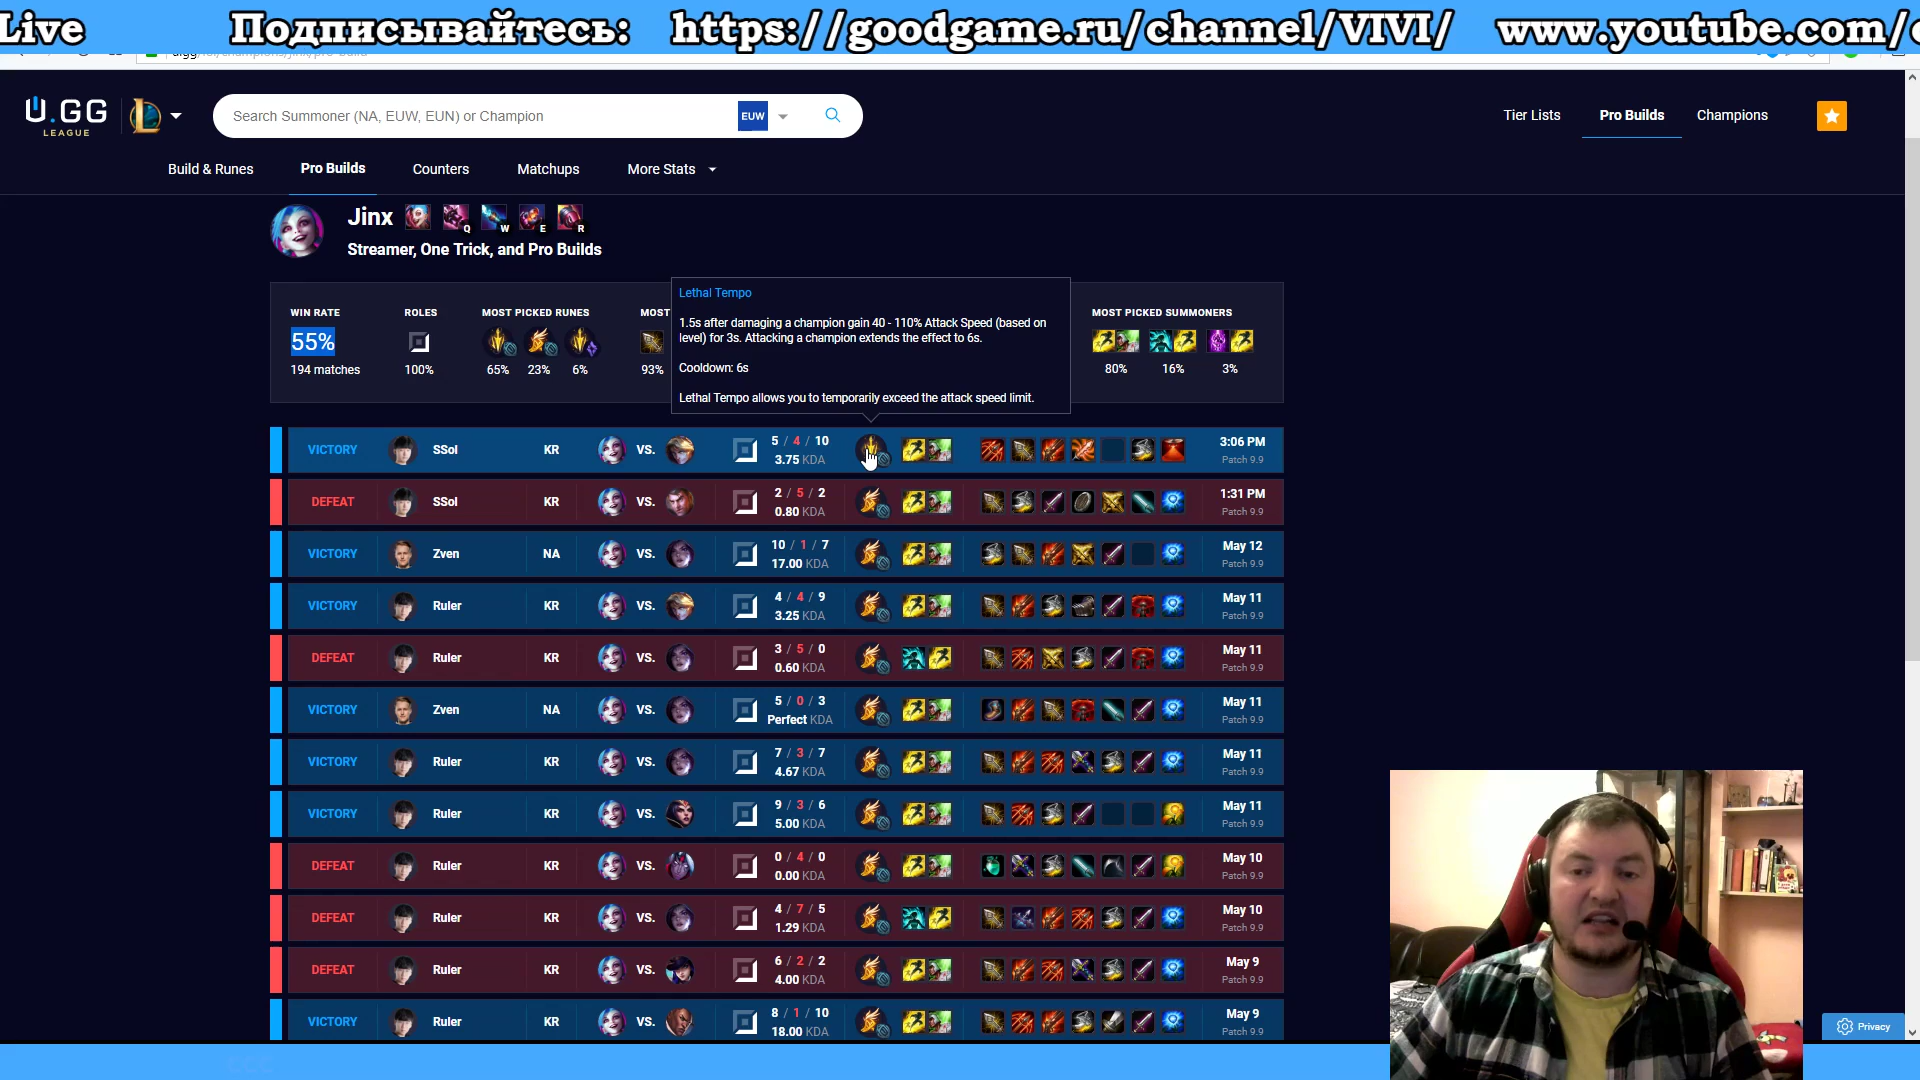 Live Подписывайтесь: https://goodgame.ru/channel/VIVI/ www.youtube.com/
U.GG
LEAGUE
Search Summoner (NA, EUW, EUN) or Champion
EUW
Tier Lists
Pro Builds
Champions
Build & Runes
Pro Builds
Counters
Matchups
More Stats
Jinx
Q
W
E
R
Streamer, One Trick, and Pro Builds
WIN RATE
55%
194 matches
ROLES
100%
MOST PICKED RUNES
65% 23% 6%
MOST
93%
Lethal Tempo
1.5s after damaging a champion gain 40 - 110% Attack Speed (based on
level) for 3s. Attacking a champion extends the effect to 6s.
Cooldown: 6s
Lethal Tempo allows you to temporarily exceed the attack speed limit.
MOST PICKED SUMMONERS
80% 16% 3%
VICTORY SSol KR VS. 5 / 4 / 10 3:06 PM
3.75 KDA Patch 9.9
DEFEAT SSol KR VS. 2 / 5 / 2 1:31 PM
0.80 KDA Patch 9.9
VICTORY Zven NA VS. 10 / 1 / 7 May 12
17.00 KDA Patch 9.9
VICTORY Ruler KR VS. 4 / 4 / 9 May 11
3.25 KDA Patch 9.9
DEFEAT Ruler KR VS. 3 / 5 / 0 May 11
0.60 KDA Patch 9.9
VICTORY Zven NA VS. 5 / 0 / 3 May 11
Perfect KDA Patch 9.9
VICTORY Ruler KR VS. 7 / 3 / 7 May 11
4.67 KDA Patch 9.9
VICTORY Ruler KR VS. 9 / 3 / 6 May 11
5.00 KDA Patch 9.9
DEFEAT Ruler KR VS. 0 / 4 / 0 May 10
0.00 KDA Patch 9.9
DEFEAT Ruler KR VS. 4 / 7 / 5 May 10
1.29 KDA Patch 9.9
DEFEAT Ruler KR VS. 6 / 2 / 2 May 9
4.00 KDA Patch 9.9
VICTORY Ruler KR VS. 8 / 1 / 10 May 9
18.00 KDA Patch 9.9
Privacy